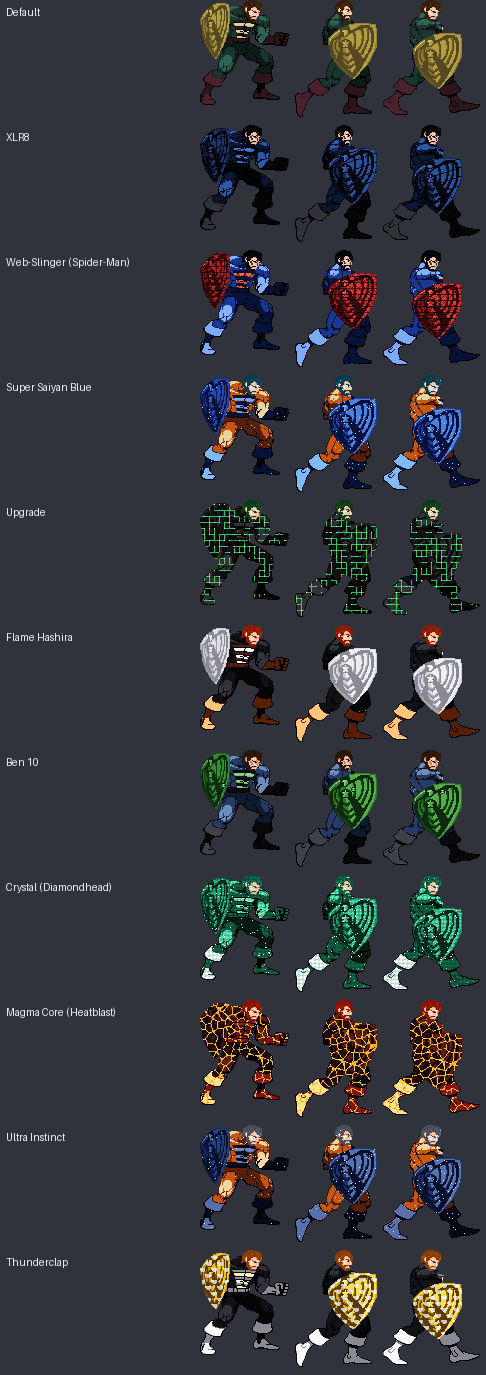 Default
XLR8
Web-Slinger (Spider-Man)
Super Saiyan Blue
Upgrade
Flame Hashira
Ben 10
Crystal (Diamondhead)
Magma Core (Heatblast)
Ultra Instinct
Thunderclap